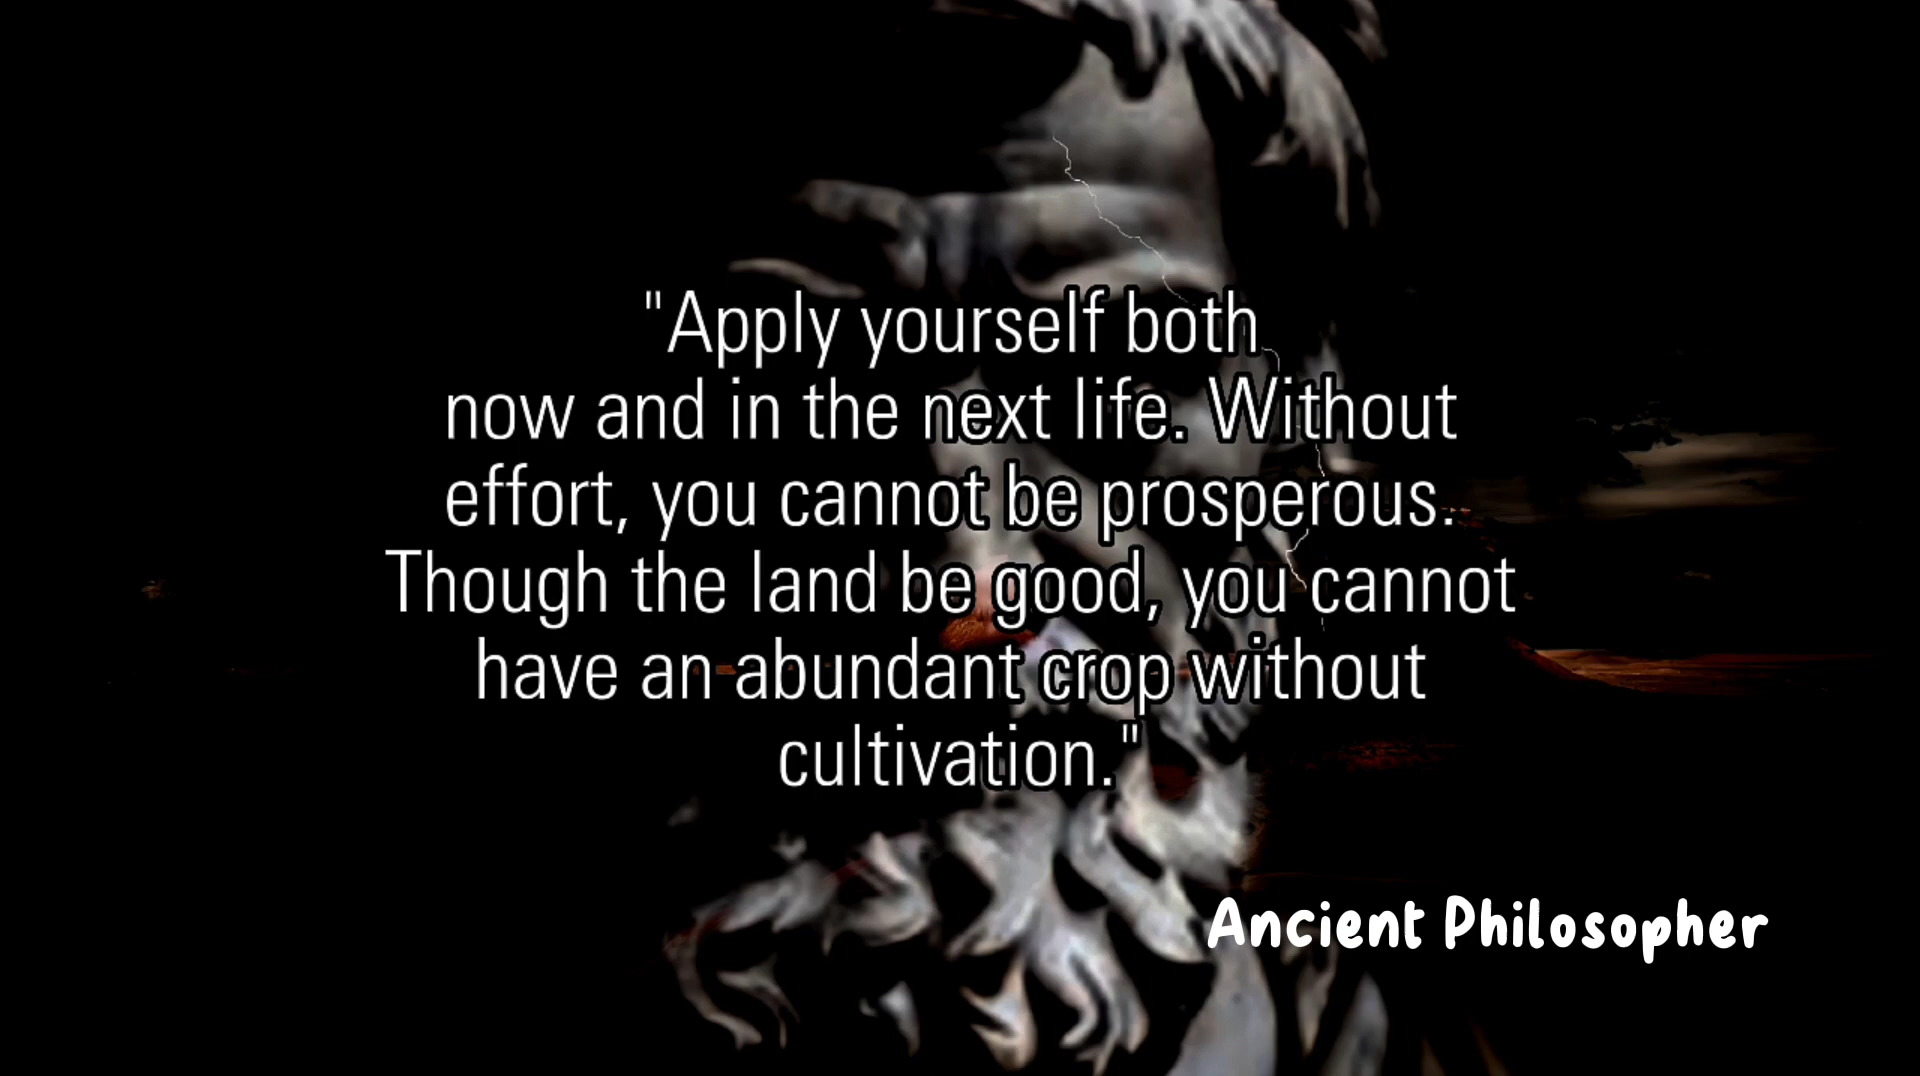 "Apply yourself both
now and in the next life. Without
effort, you cannot be prosperous.
Though the land be good, you cannot
have an abundant crop without
cultivation."
Ancient Philosopher